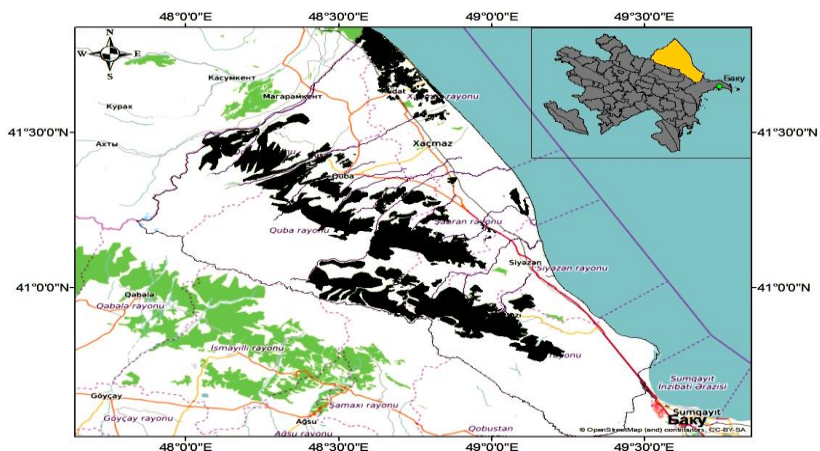 48°0'0"E 48°30'0"E 49°0'0"E 49°30'0"E
N
W E
S
Баку
Касумкент
Магарамкент
Xudat
Курах
41°30'0"N 41°30'0"N
Ахты
Xaçmaz
Quba
Quba rayonu
Şabran rayonu
Siyəzən
Siyəzən rayonu
41°0'0"N 41°0'0"N
Qəbələ
Qəbələ rayonu
İsmayıllı rayonu
rayonu
Sumqayıt
İnzibati Ərazisi
Göyçay
Göyçay rayonu
Şamaxı rayonu
Ağsu
Ağsu rayonu
Qobustan
Sumqayıt
Баку
© OpenStreetMap (and) contributors, CC-BY-SA
48°0'0"E 48°30'0"E 49°0'0"E 49°30'0"E